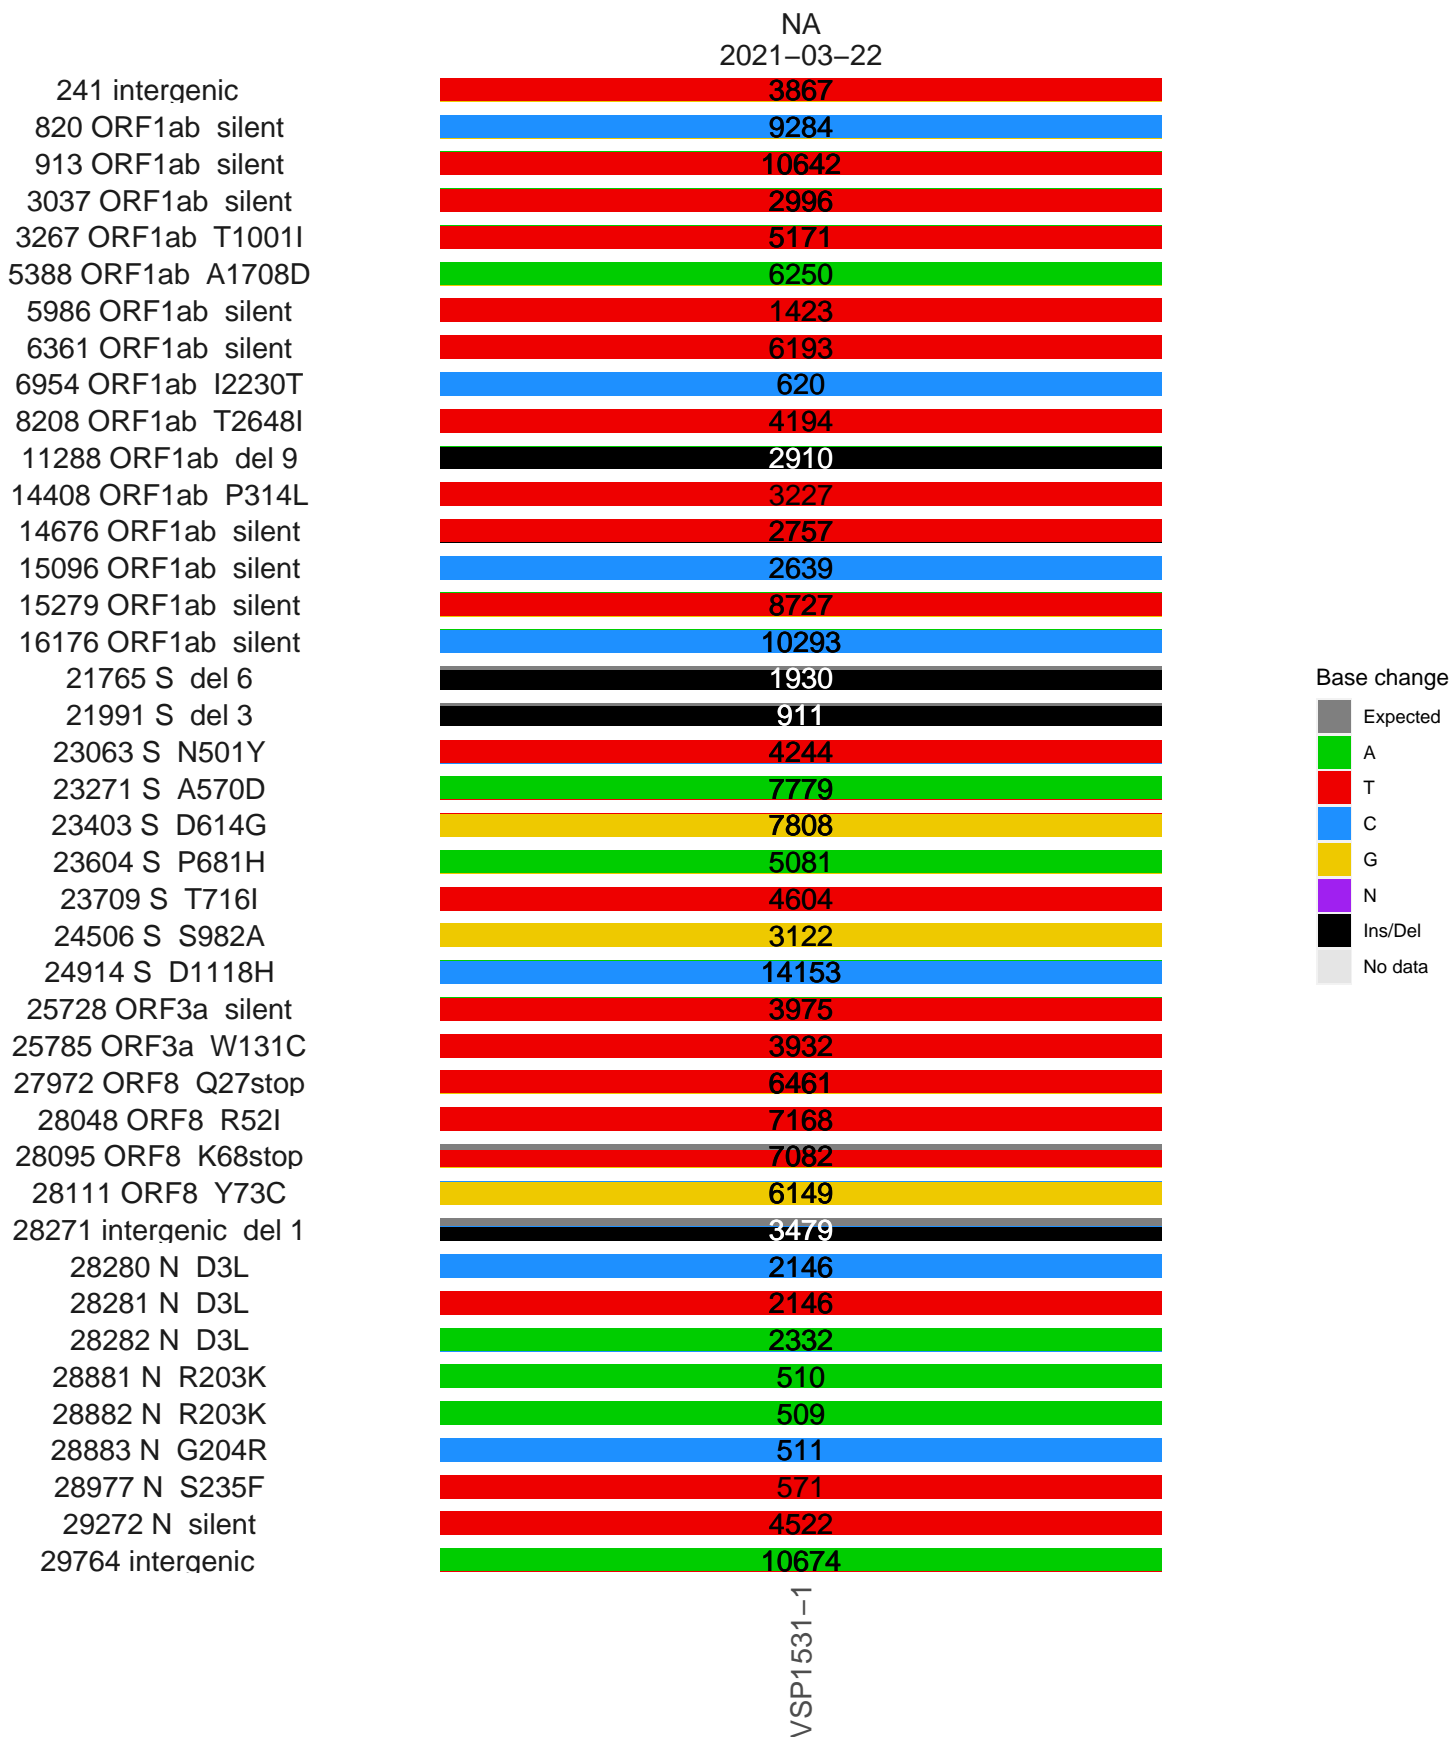 NA
2021−03−22
241 intergenic 3867
820 ORF1ab silent 9284
913 ORF1ab silent 10642
3037 ORF1ab silent 2996
3267 ORF1ab T1001I 5171
5388 ORF1ab A1708D 6250
5986 ORF1ab silent 1423
6361 ORF1ab silent 6193
6954 ORF1ab I2230T 620
8208 ORF1ab T2648I 4194
11288 ORF1ab del 9 2910
14408 ORF1ab P314L 3227
14676 ORF1ab silent 2757
15096 ORF1ab silent 2639
15279 ORF1ab silent 8727
16176 ORF1ab silent 10293
21765 S del 6 1930
21991 S del 3 911
23063 S N501Y 4244
23271 S A570D 7779
23403 S D614G 7808
23604 S P681H 5081
23709 S T716I 4604
24506 S S982A 3122
24914 S D1118H 14153
25728 ORF3a silent 3975
25785 ORF3a W131C 3932
27972 ORF8 Q27stop 6461
28048 ORF8 R52I 7168
28095 ORF8 K68stop 7082
28111 ORF8 Y73C 6149
28271 intergenic del 1 3479
28280 N D3L 2146
28281 N D3L 2146
28282 N D3L 2332
28881 N R203K 510
28882 N R203K 509
28883 N G204R 511
28977 N S235F 571
29272 N silent 4522
29764 intergenic 10674
VSP1531−1
Base change
Expected
A
T
C
G
N
Ins/Del
No data